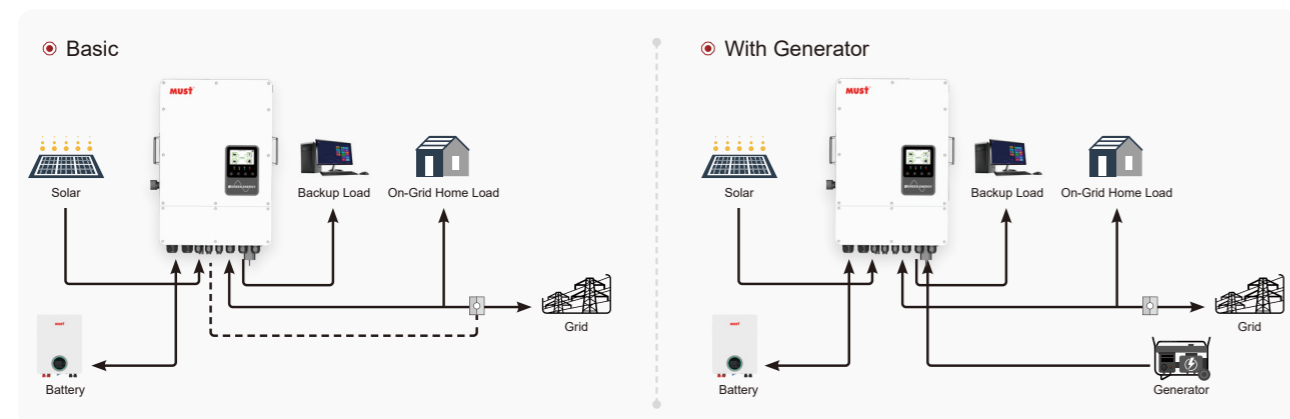 Basic
MUST
Solar
Backup Load
On-Grid Home Load
Grid
MUST
Battery
With Generator
MUST
Solar
Backup Load
On-Grid Home Load
Grid
MUST
Battery
Generator